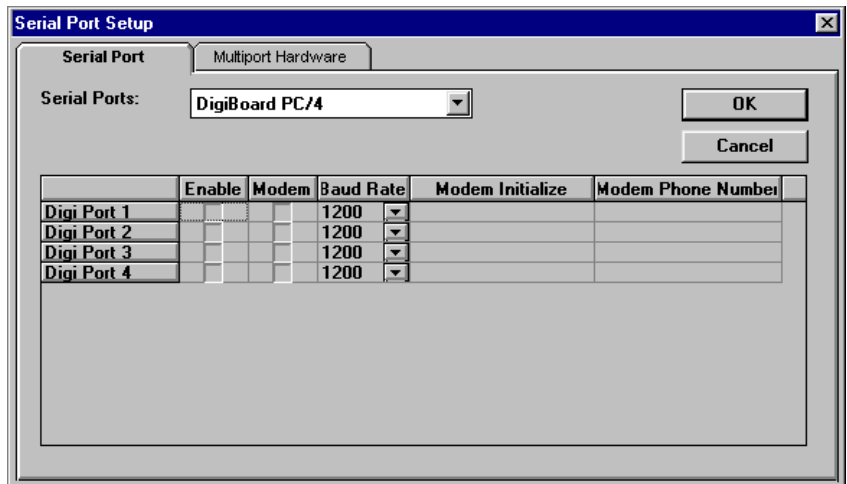 Serial Port Setup
Serial Port Multiport Hardware
Serial Ports: DigiBoard PC/4
OK
Cancel
Enable Modem Baud Rate Modem Initialize Modem Phone Number
Digi Port 1 1200
Digi Port 2 1200
Digi Port 3 1200
Digi Port 4 1200